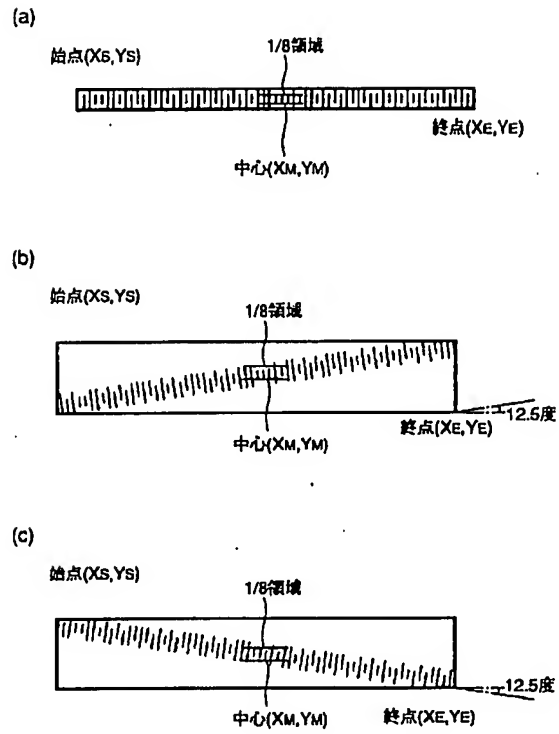 (a)
1/8領域
始点(XS,YS)
終点(XE,YE)
中心(XM,YM)
(b)
始点(XS,YS)
1/8領域
12.5度
終点(XE,YE)
中心(XM,YM)
(c)
始点(XS,YS)
1/8領域
12.5度
中心(XM,YM)
終点(XE,YE)